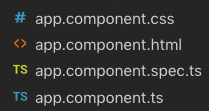 # app.component.css
<> app.component.html
TS app.component.spec.ts
TS app.component.ts